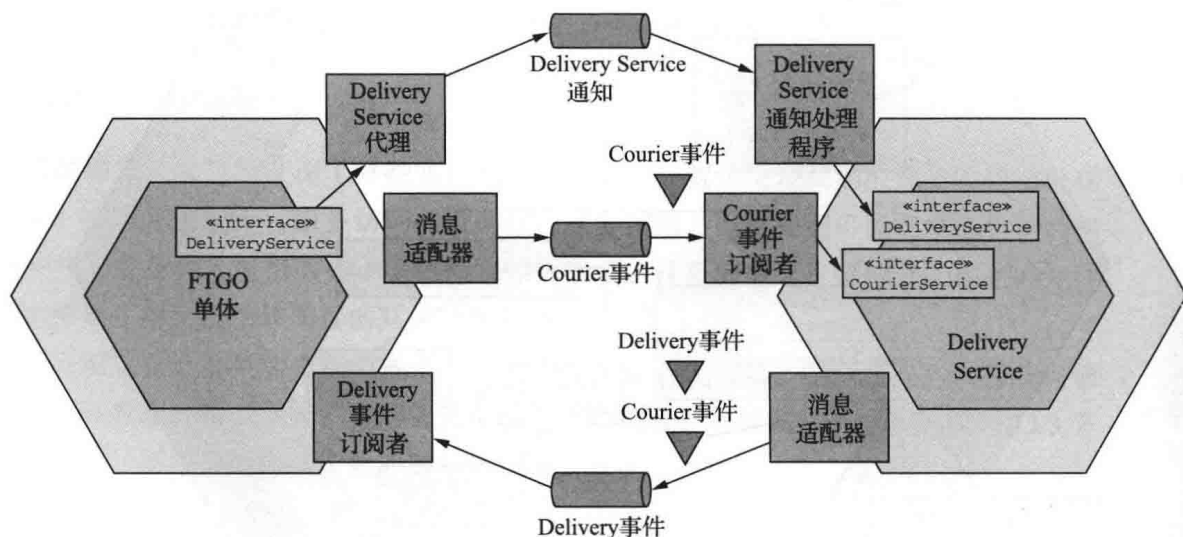 Delivery Service
通知
Delivery
Service
代理
Delivery
Service
通知处理
程序
Courier事件
«interface»
DeliveryService
消息
适配器
Courier事件
Courier
事件
订阅者
«interface»
DeliveryService
«interface»
CourierService
FTGO
单体
Delivery
Service
Delivery事件
Courier事件
Delivery
事件
订阅者
消息
适配器
Delivery事件